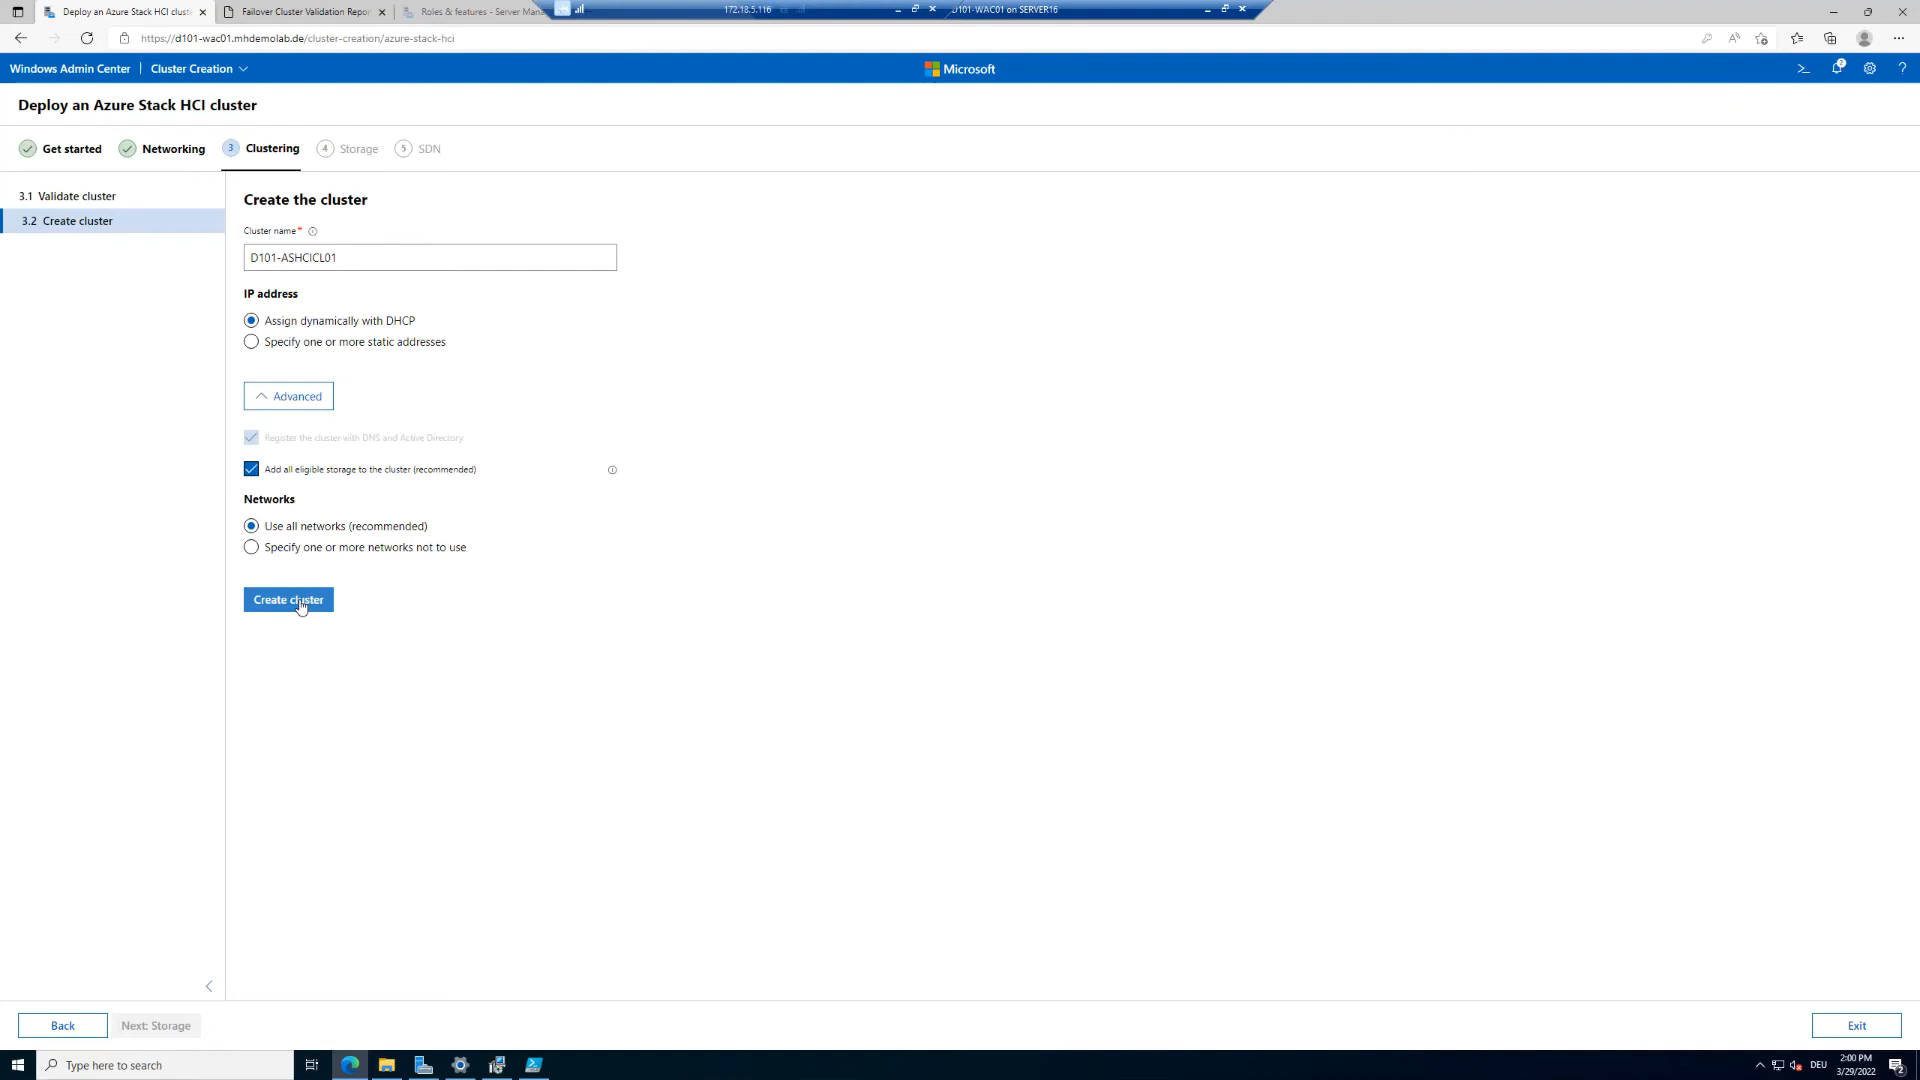 Deploy an Azure Stack HCI cluste
Failover Cluster Validation Repor
Roles & features - Server Mana
172.18.5.116
D101-WAC01 on SERVER16
https://d101-wac01.mhdemolab.de/cluster-creation/azure-stack-hci
Windows Admin Center
Cluster Creation
Microsoft
Deploy an Azure Stack HCI cluster
Get started
Networking
3 Clustering
4 Storage
5 SDN
3.1 Validate cluster
3.2 Create cluster
Create the cluster
Cluster name*
D101-ASHCICL01
IP address
Assign dynamically with DHCP
Specify one or more static addresses
Advanced
Register the cluster with DNS and Active Directory
Add all eligible storage to the cluster (recommended)
Networks
Use all networks (recommended)
Specify one or more networks not to use
Create cluster
Back
Next: Storage
Exit
Type here to search
DEU
2:00 PM
3/29/2022
2